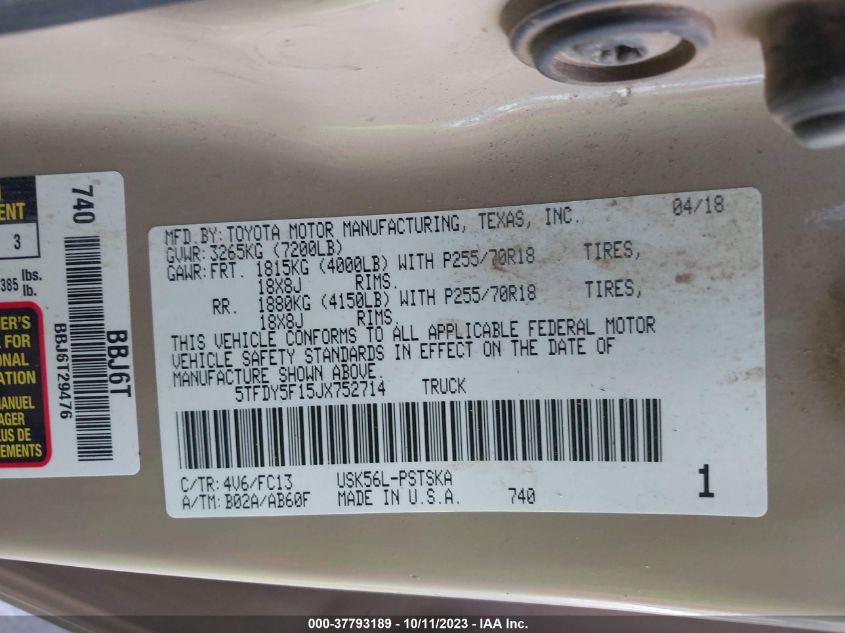 ENT
3
385 lbs.
lb.
ER'S
FOR
ONAL
ATION
MANUEL
AGER
LUS DE
EMENTS
740
BBJ6T29476
BBJ6T
MFD.BY:TOYOTA MOTOR MANUFACTURING, TEXAS, INC. 04/18
GVWR:3265KG (7200LB)
GAWR:FRT. 1815KG (4000LB) WITH P255/70R18 TIRES,
18X8J RIMS.
RR. 1880KG (4150LB) WITH P255/70R18 TIRES,
18X8J RIMS.
THIS VEHICLE CONFORMS TO ALL APPLICABLE FEDERAL MOTOR
VEHICLE SAFETY STANDARDS IN EFFECT ON THE DATE OF
MANUFACTURE SHOWN ABOVE.
5TFDY5F15JX752714 TRUCK
C/TR:4V6/FC13 USK56L-PSTSKA
A/TM:B02A/AB60F MADE IN U.S.A. 740 1
000-37793189 - 10/11/2023 - © IAA Inc.